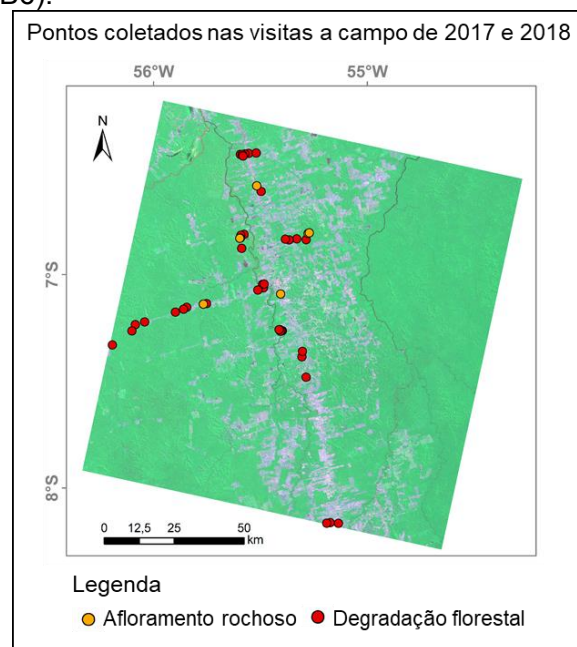 B6).
Pontos coletados nas visitas a campo de 2017 e 2018
56°W 55°W
N
7°S
8°S
0 12,5 25 50
km
Legenda
Afloramento rochoso Degradação florestal